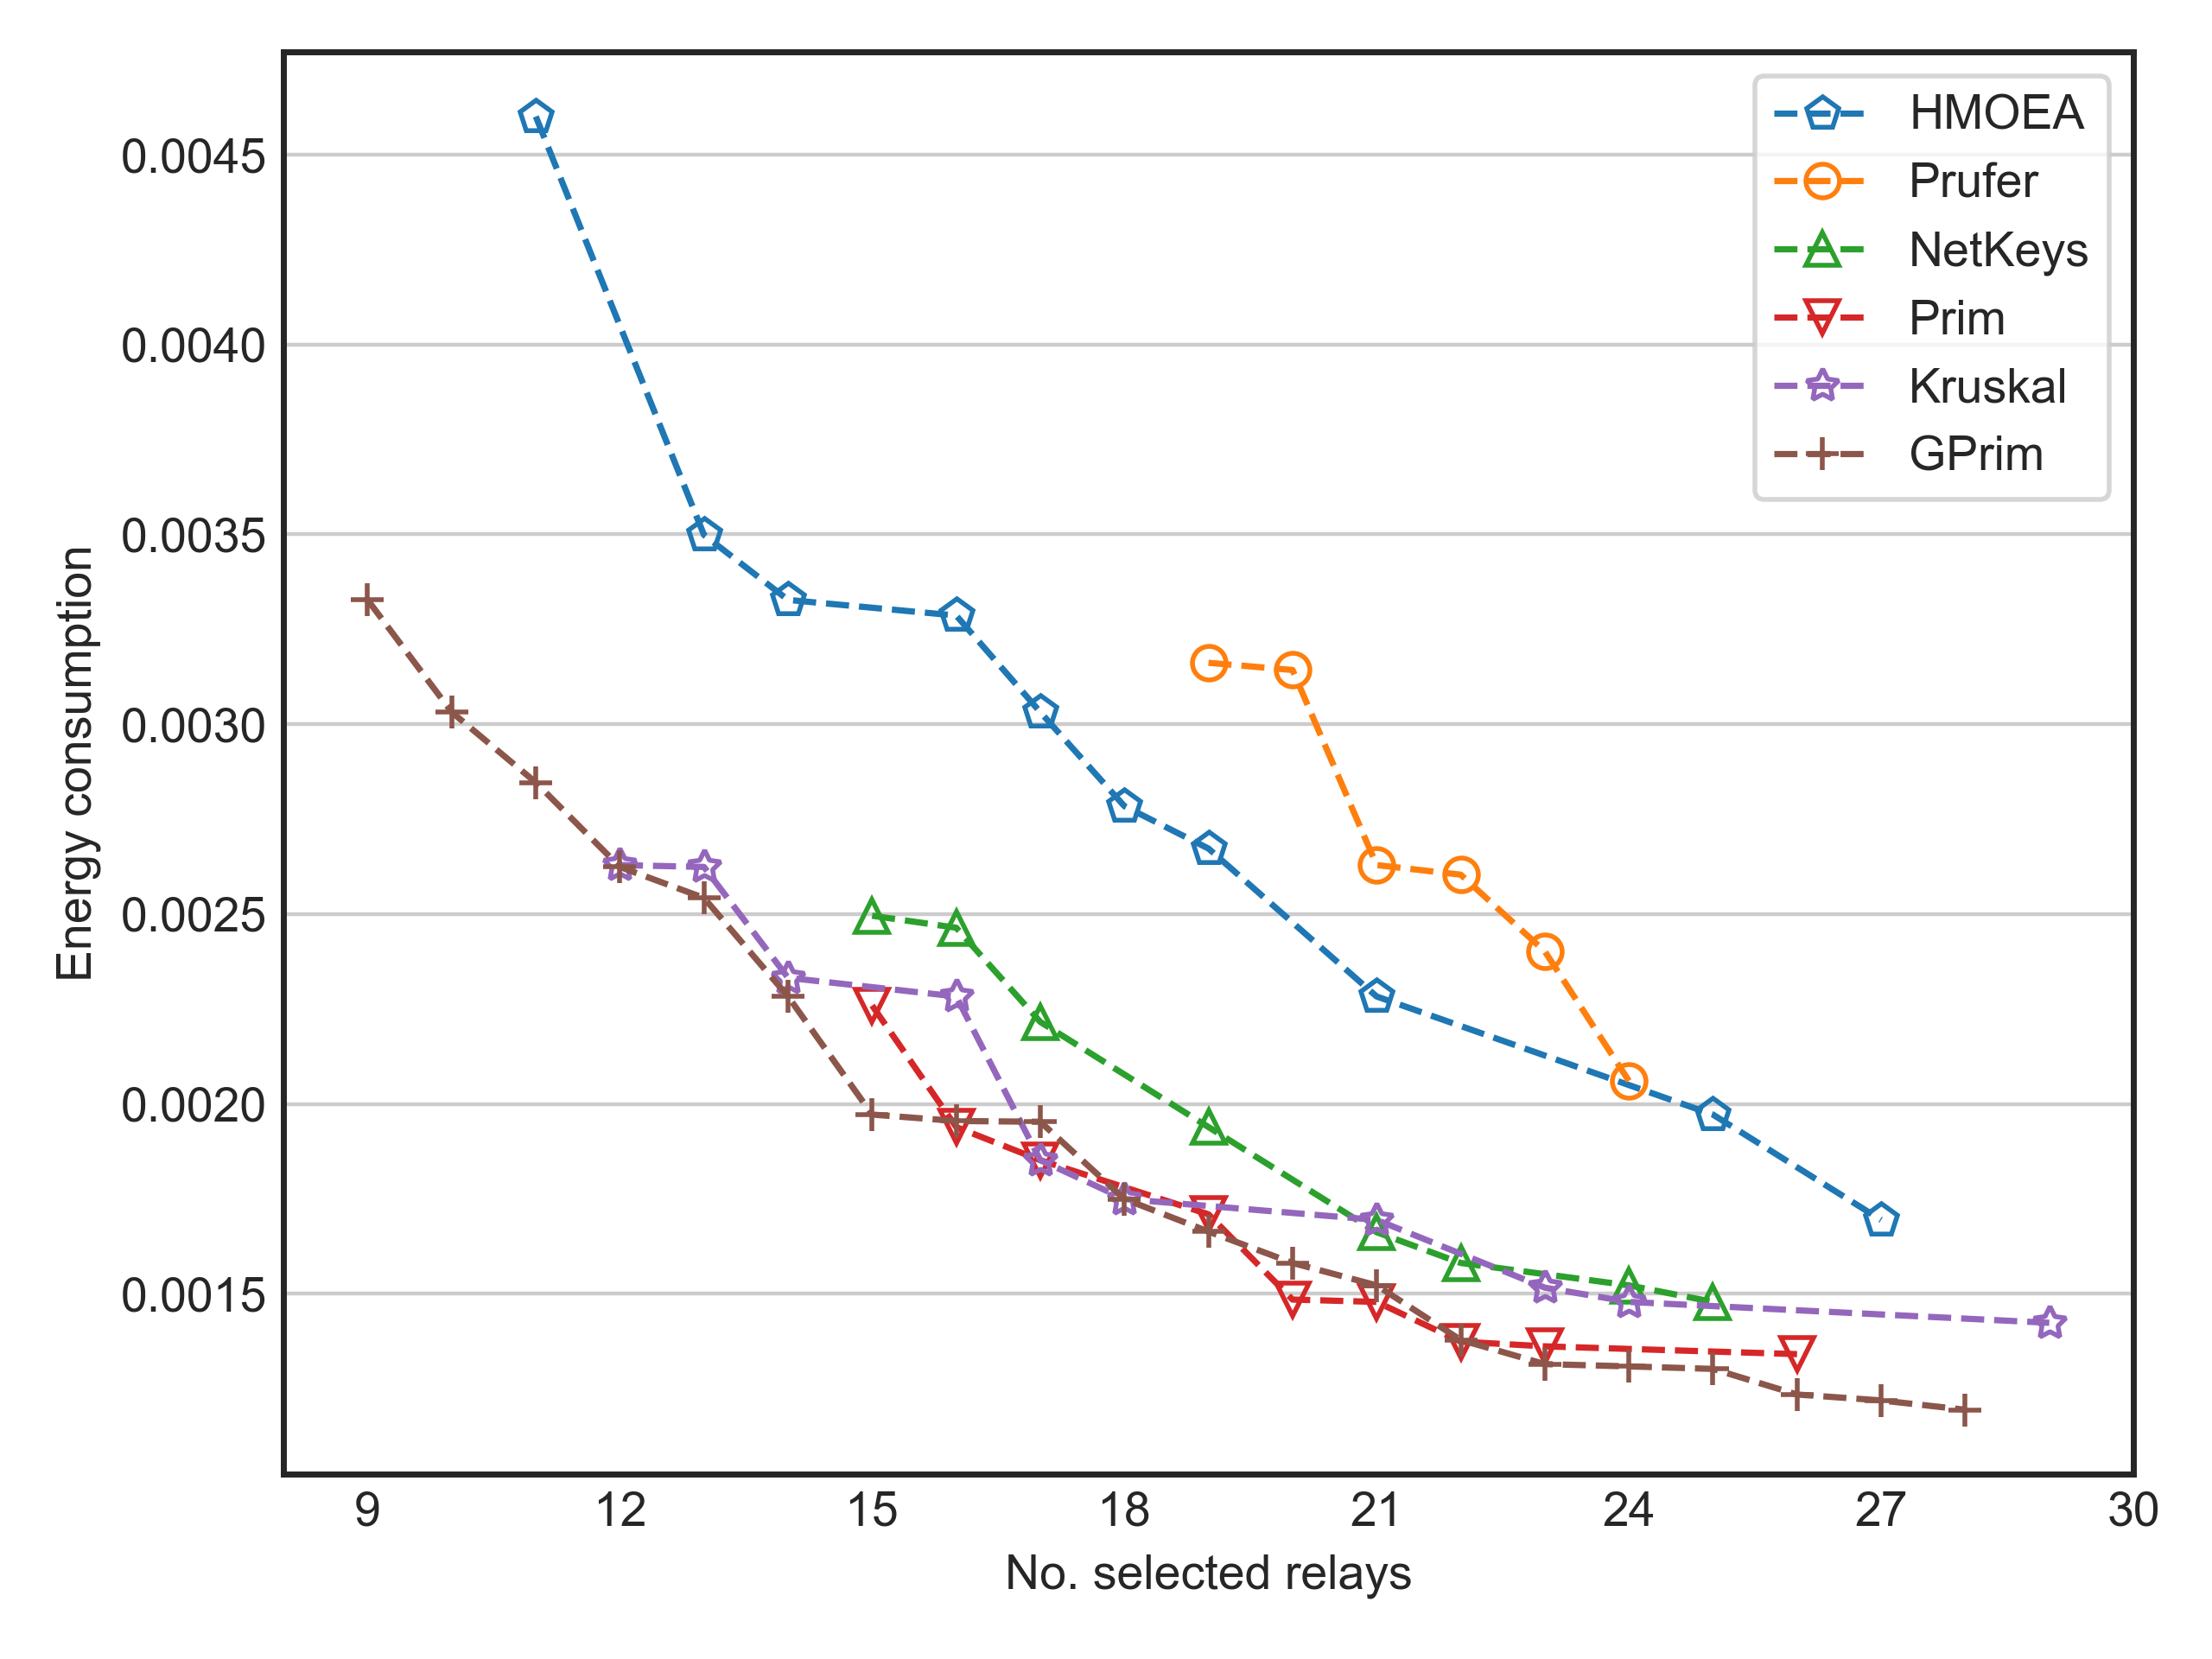 HMOEA
Prufer
NetKeys
Prim
Kruskal
GPrim
0.0045
0.0040
0.0035
0.0030
0.0025
0.0020
0.0015
Energy consumption
9 12 15 18 21 24 27 30
No. selected relays